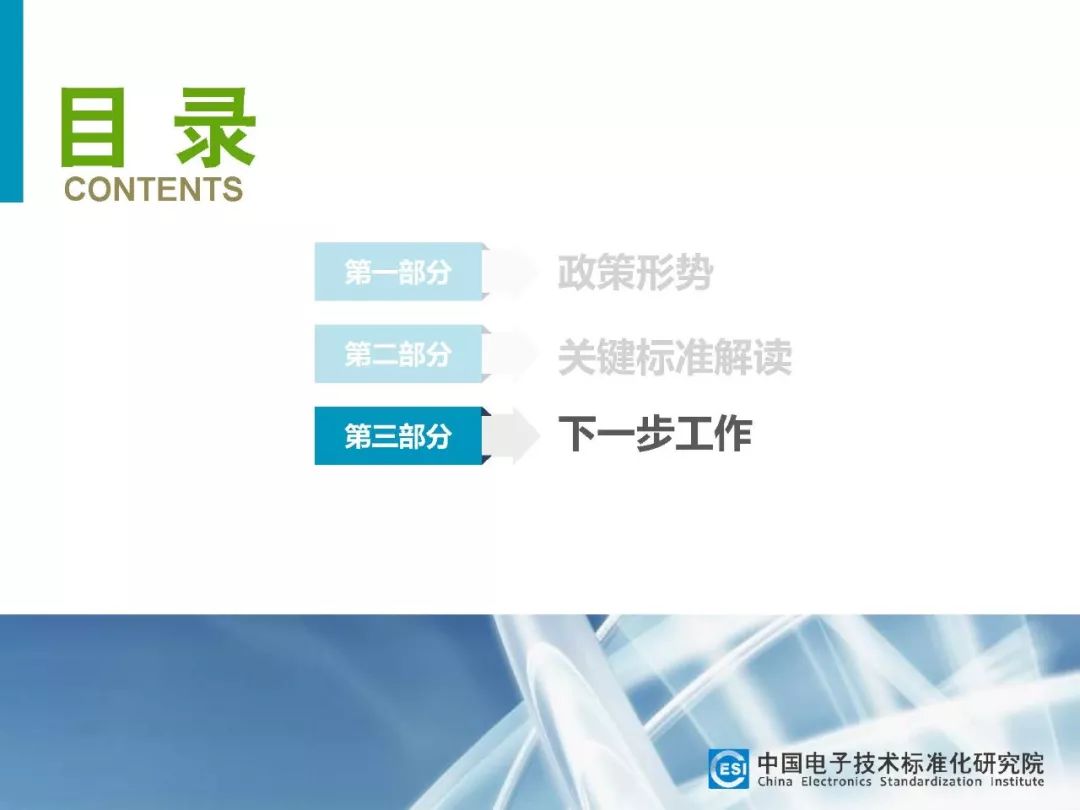 目 录
CONTENTS
第一部分 政策形势
第二部分 关键标准解读
第三部分 下一步工作
CESI 中国电子技术标准化研究院
China Electronics Standardization Institute